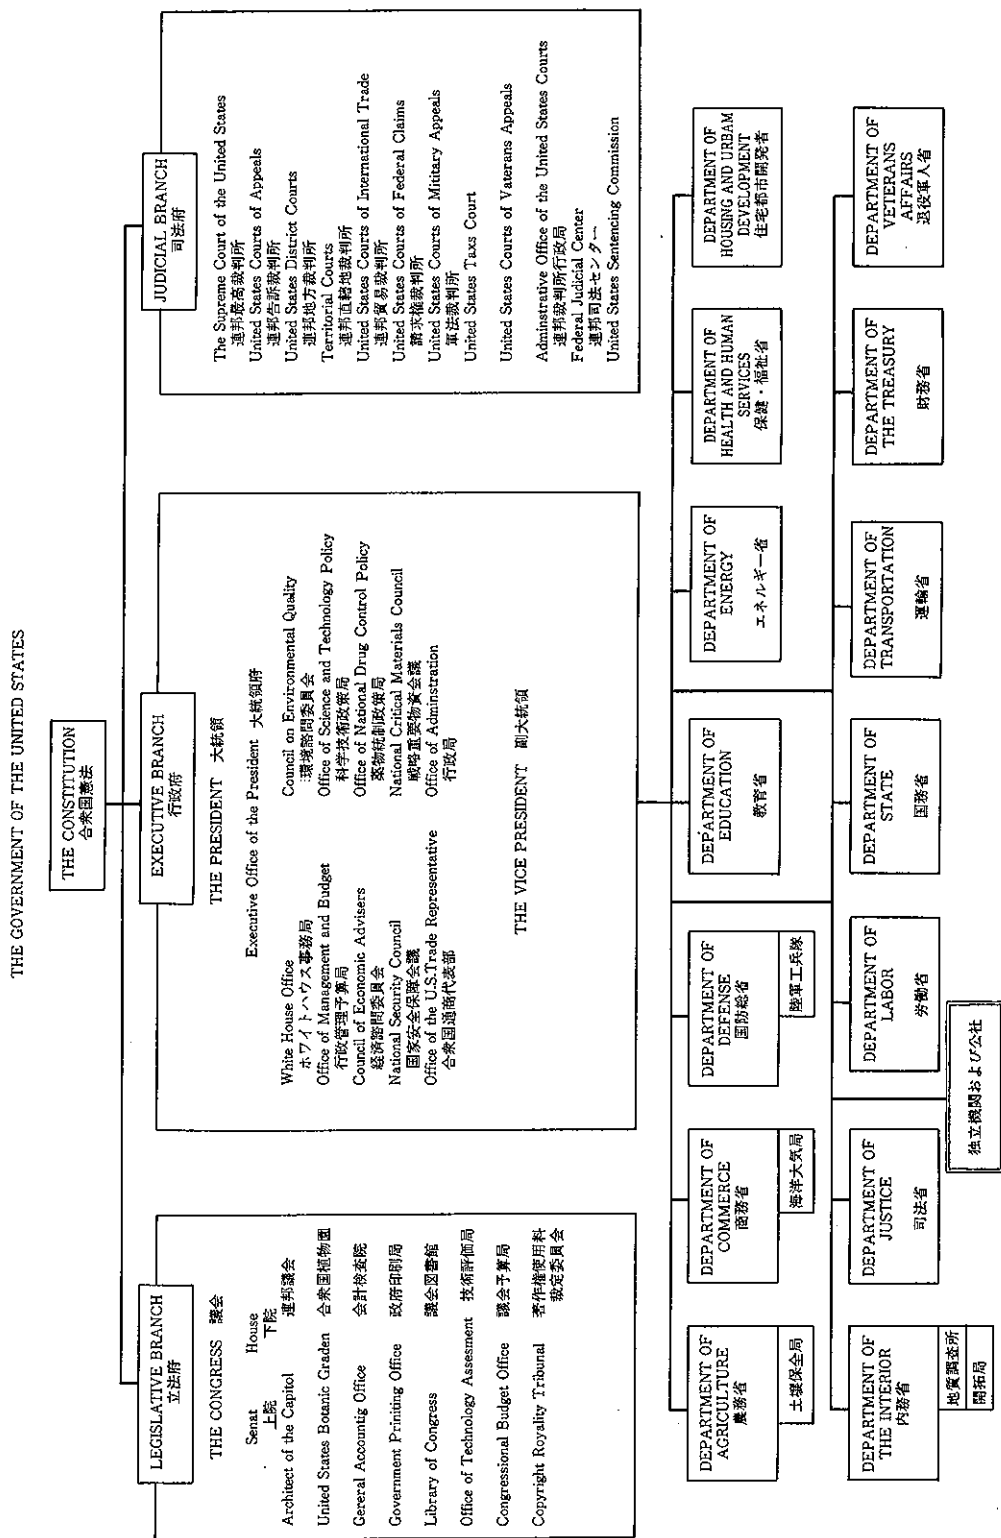 THE GOVERNMENT OF THE UNITED STATES
THE CONSTITUTION
合衆国憲法
LEGISLATIVE BRANCH
立法府
THE CONGRESS 議会
Senat House
上院 下院
Architect of the Capitol 連邦議会
United States Botanic Graden 合衆国植物園
Gereral Accountig Office 会計検査院
Government Priniting Office 政府印刷局
Library of Congress 議会図書館
Office of Technology Assesment 技術評価局
Congressional Budget Office 議会予算局
Copyright Royality Tribunal 著作権使用料
裁定委員会
EXECUTIVE BRANCH
行政府
THE PRESIDENT 大統領
Executive Office of the President 大統領府
White House Office
ホワイトハウス事務局
Office of Management and Budget
行政管理予算局
Council of Economic Advisers
経済諮問委員会
National Security Council
国家安全保障会議
Office of the U.S.Trade Representative
合衆国通商代表部
Council on Environmental Quality
環境諮問委員会
Office of Science and Technology Policy
科学技術政策局
Office of National Drug Control Policy
薬物統制政策局
National Critical Materials Council
戦略重要物資会議
Office of Adminstration
行政局
THE VICE PRESIDENT 副大統領
JUDICIAL BRANCH
司法府
The Supreme Court of the United States
連邦最高裁判所
United States Courts of Appeals
連邦告訴裁判所
United States District Courts
連邦地方裁判所
Territorial Courts
連邦直轄地裁判所
United States Courts of International Trade
連邦貿易裁判所
United States Courts of Federal Claims
請求権裁判所
United States Courts of Mititary Appeals
軍法裁判所
United States Taxs Court
United States Courts of Vaterans Appeals
Adminstrative Office of the United States Courts
連邦裁判所行政局
Federal Judicial Center
連邦司法センター
United States Sentencing Commission
DEPARTMENT OF
AGRICULTURE
農務省
土壌保全局
DEPARTMENT OF
COMMERCE
商務省
海洋大気局
DEPARTMENT OF
DEFENSE
国防総省
陸軍工兵隊
DEPARTMENT OF
EDUCATION
教育省
DEPARTMENT OF
ENERGY
エネルギー省
DEPARTMENT OF
HEALTH AND HUMAN
SERVICES
保健・福祉省
DEPARTMENT OF
HOUSING AND URBAM
DEVELOPMENT
住宅都市開発者
DEPARTMENT OF
THE INTERIOR
内務省
地質調査所
開拓局
DEPARTMENT OF
JUSTICE
司法省
DEPARTMENT OF
LABOR
労働省
DEPARTMENT OF
STATE
国務省
DEPARTMENT OF
TRANSPORTATION
運輸省
DEPARTMENT OF
THE TREASURY
財務省
DEPARTMENT OF
VETERANS
AFFAIRS
退役軍人省
独立機関および公社